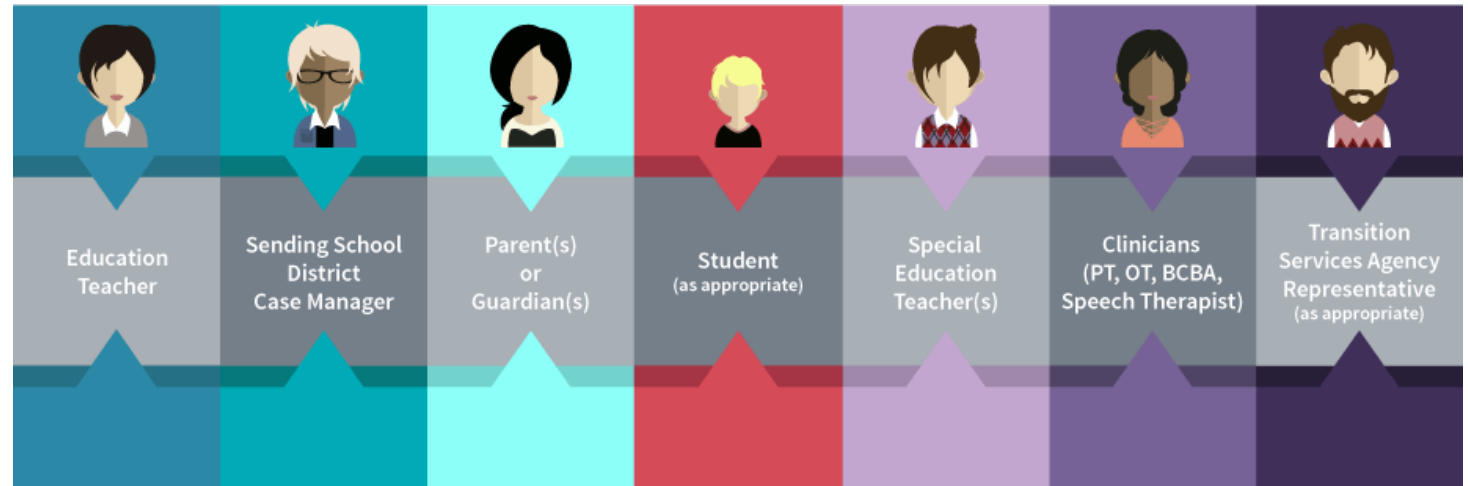 Education
Teacher
Sending School
District
Case Manager
Parent(s)
or
Guardian(s)
Student
(as appropriate)
Special
Education
Teacher(s)
Clinicians
(PT, OT, BCBA,
Speech Therapist)
Transition
Services Agency
Representative
(as appropriate)